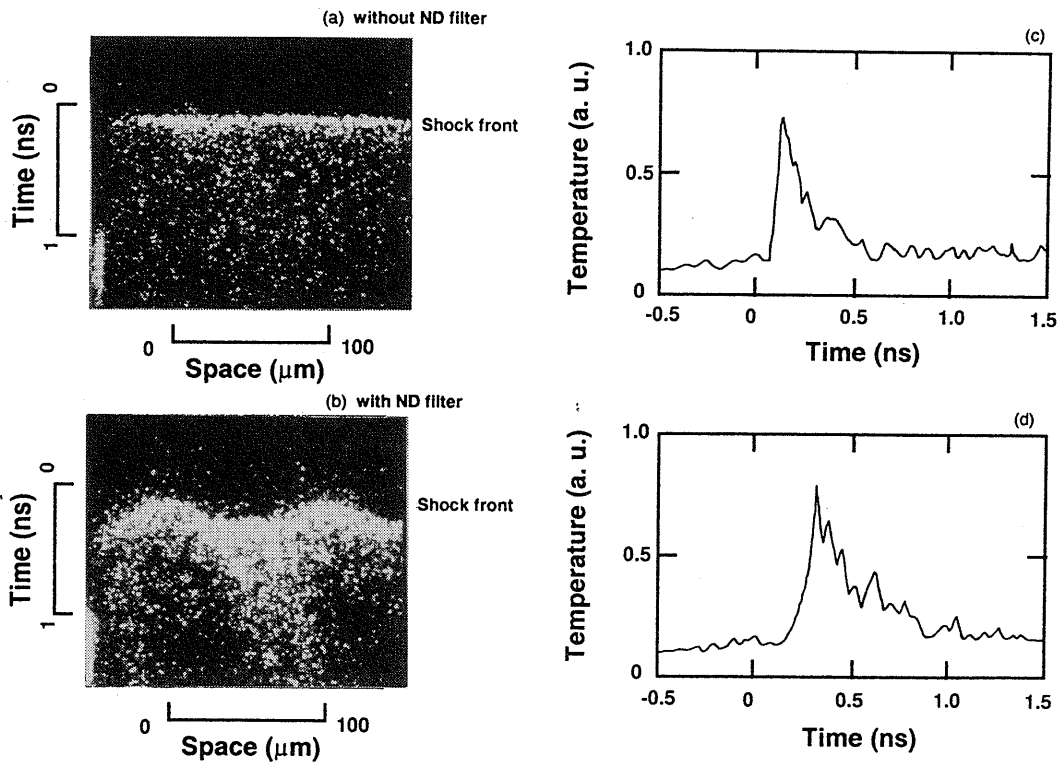 (a) without ND filter
Time (ns)
0
1
Shock front
0
100
Space (μm)
(b) with ND filter
Time (ns)
0
1
Shock front
0
100
Space (μm)
(c)
Temperature (a. u.)
1.0
0.5
0
-0.5
0
0.5
1.0
1.5
Time (ns)
(d)
Temperature (a. u.)
1.0
0.5
0
-0.5
0
0.5
1.0
1.5
Time (ns)